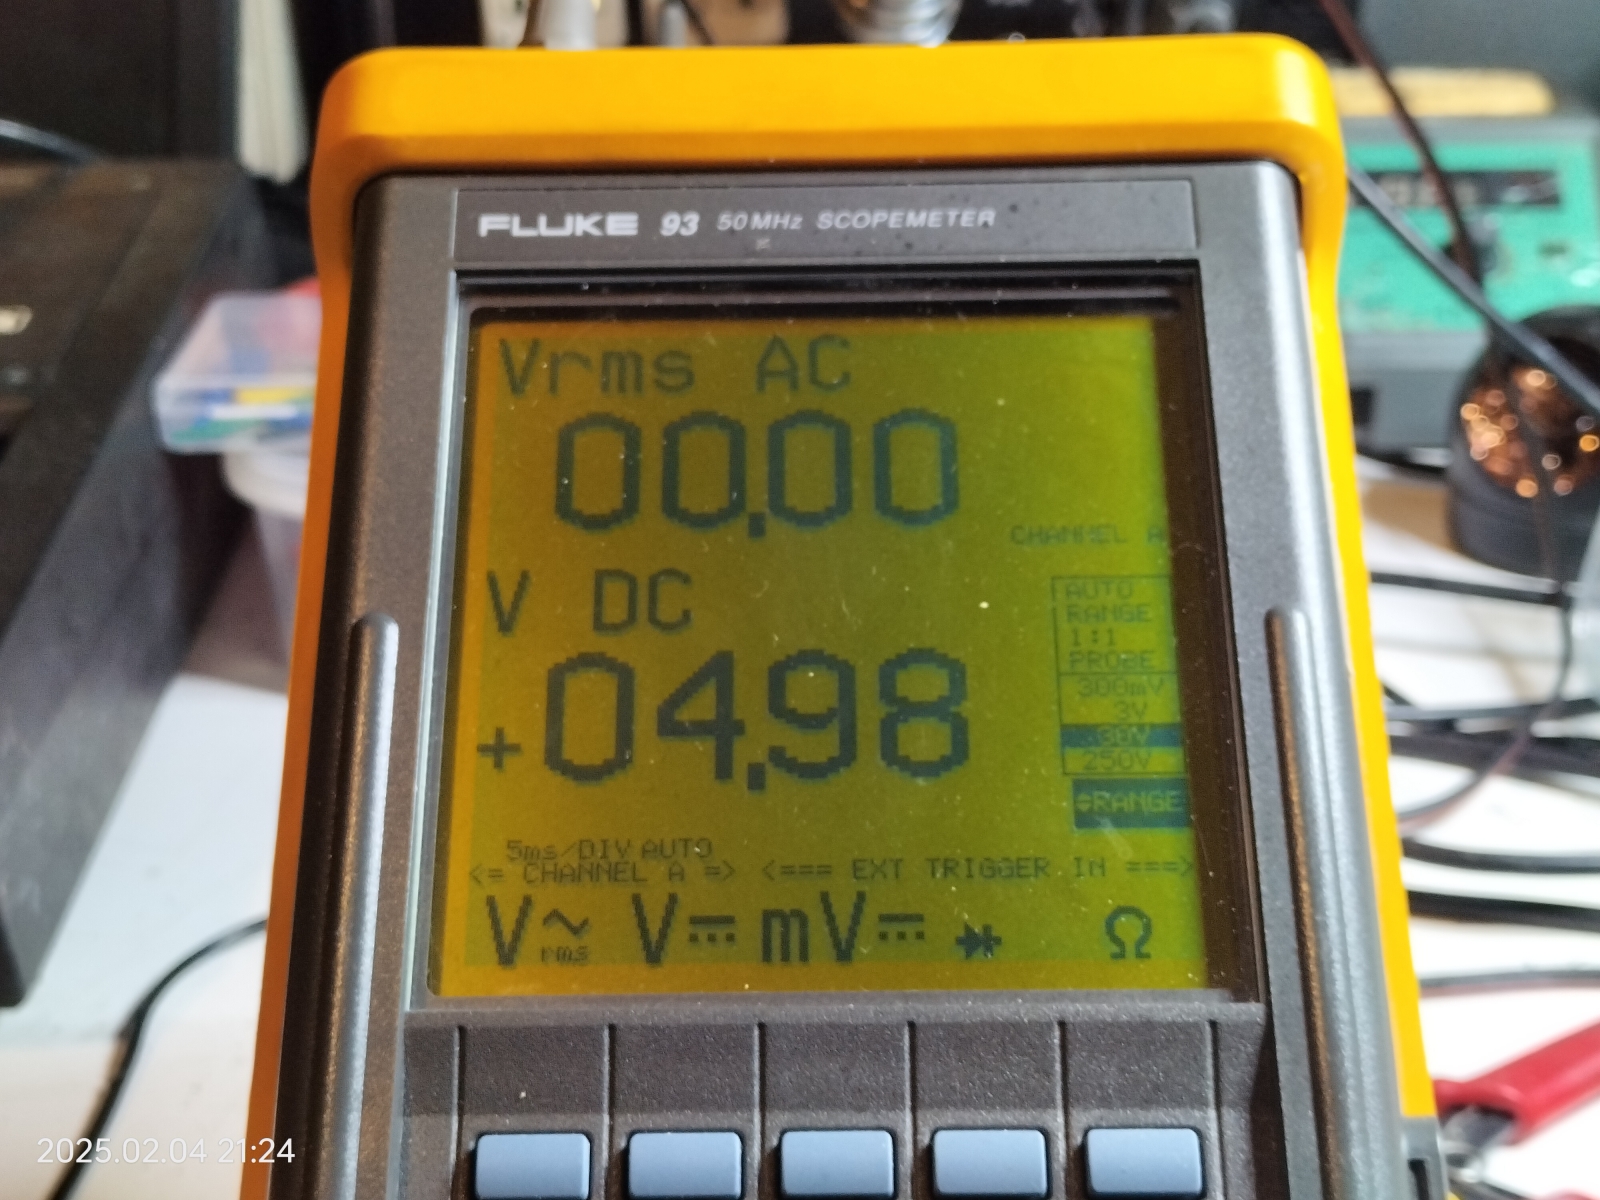 FLUKE 93 50MHz SCOPEMETER
Vrms AC
00.00
CHANNEL A
V DC
+04.98
AUTO
RANGE
1:1
PROBE
300mV
3V
30V
250V
RANGE
5ms/DIV AUTO
<= CHANNEL A => <=== EXT TRIGGER IN ===>
V~ rms V mV Ω
2025.02.04 21:24